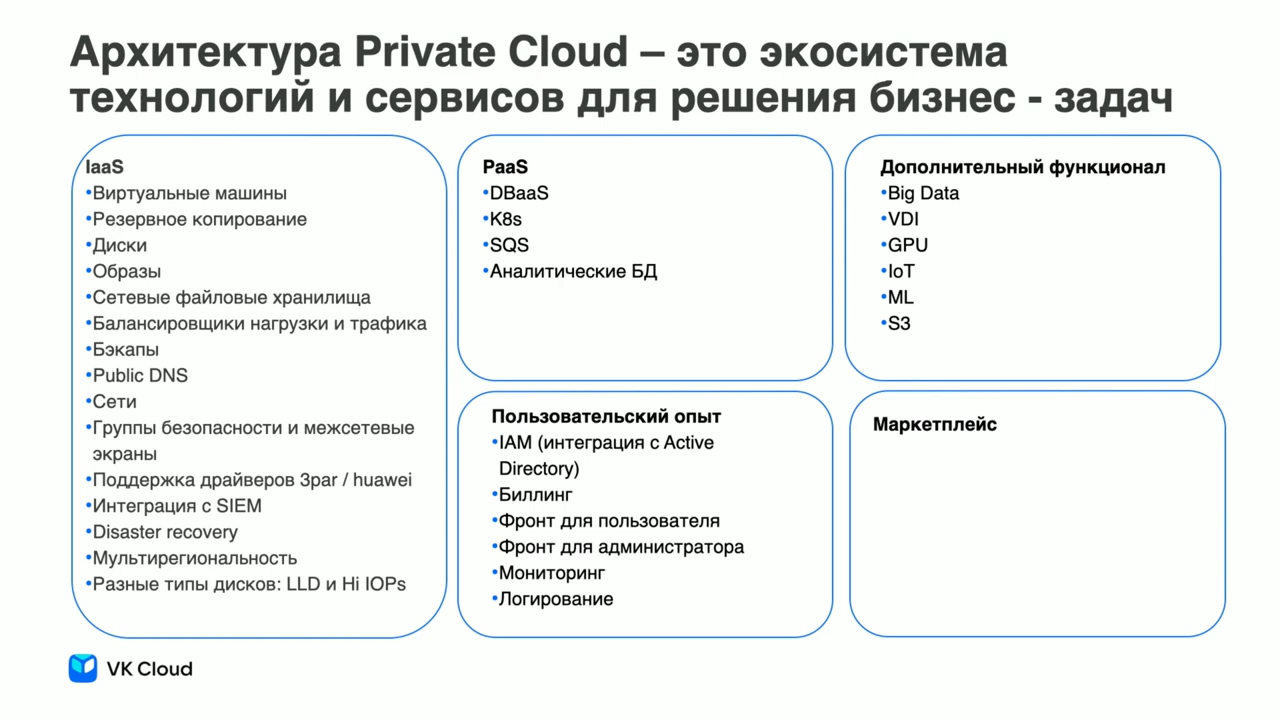 Архитектура Private Cloud – это экосистема
технологий и сервисов для решения бизнес - задач
IaaS
•Виртуальные машины
•Резервное копирование
•Диски
•Образы
•Сетевые файловые хранилища
•Балансировщики нагрузки и трафика
•Бэкапы
•Public DNS
•Сети
•Группы безопасности и межсетевые
экраны
•Поддержка драйверов 3par / huawei
•Интеграция с SIEM
•Disaster recovery
•Мультирегиональность
•Разные типы дисков: LLD и Hi IOPs
PaaS
•DBaaS
•K8s
•SQS
•Аналитические БД
Дополнительный функционал
•Big Data
•VDI
•GPU
•IoT
•ML
•S3
Пользовательский опыт
•IAM (интеграция с Active
Directory)
•Биллинг
•Фронт для пользователя
•Фронт для администратора
•Мониторинг
•Логирование
Маркетплейс
VK Cloud